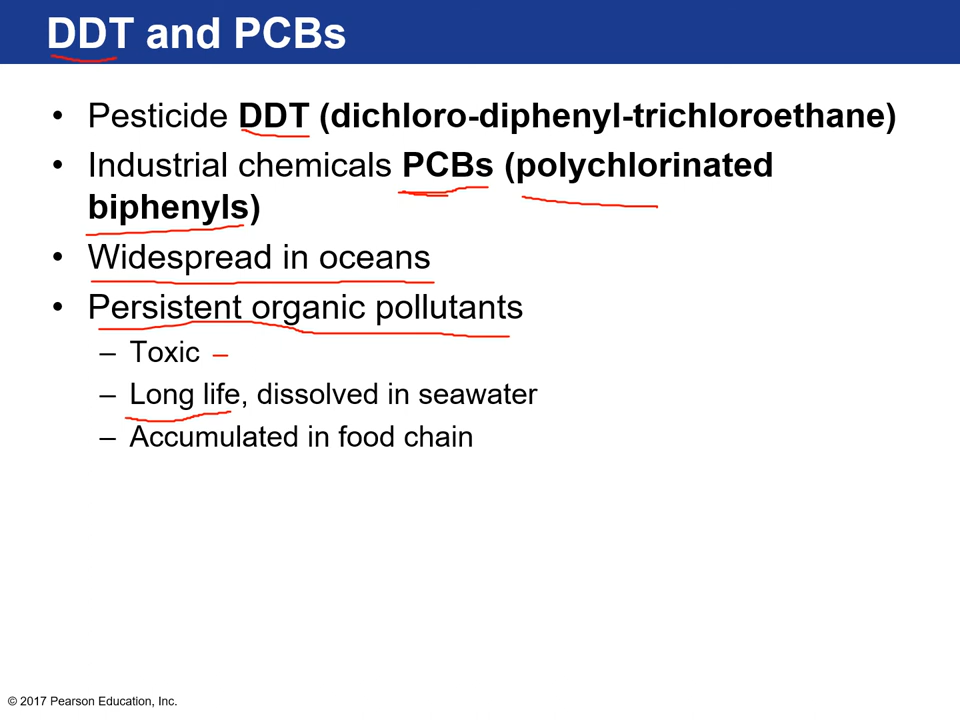 DDT and PCBs
• Pesticide DDT (dichloro-diphenyl-trichloroethane)
• Industrial chemicals PCBs (polychlorinated
biphenyls)
• Widespread in oceans
• Persistent organic pollutants
– Toxic –
– Long life, dissolved in seawater
– Accumulated in food chain
© 2017 Pearson Education, Inc.